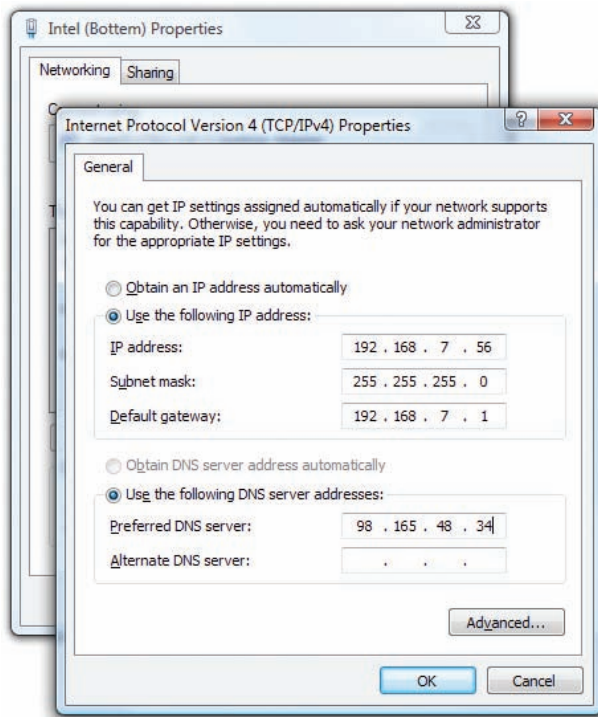 Intel (Bottem) Properties
Networking Sharing
Internet Protocol Version 4 (TCP/IPv4) Properties
General
You can get IP settings assigned automatically if your network supports
this capability. Otherwise, you need to ask your network administrator
for the appropriate IP settings.
Obtain an IP address automatically
Use the following IP address:
IP address: 192 . 168 . 7 . 56
Subnet mask: 255 . 255 . 255 . 0
Default gateway: 192 . 168 . 7 . 1
Obtain DNS server address automatically
Use the following DNS server addresses:
Preferred DNS server: 98 . 165 . 48 . 34
Alternate DNS server: . . .
Advanced...
OK Cancel